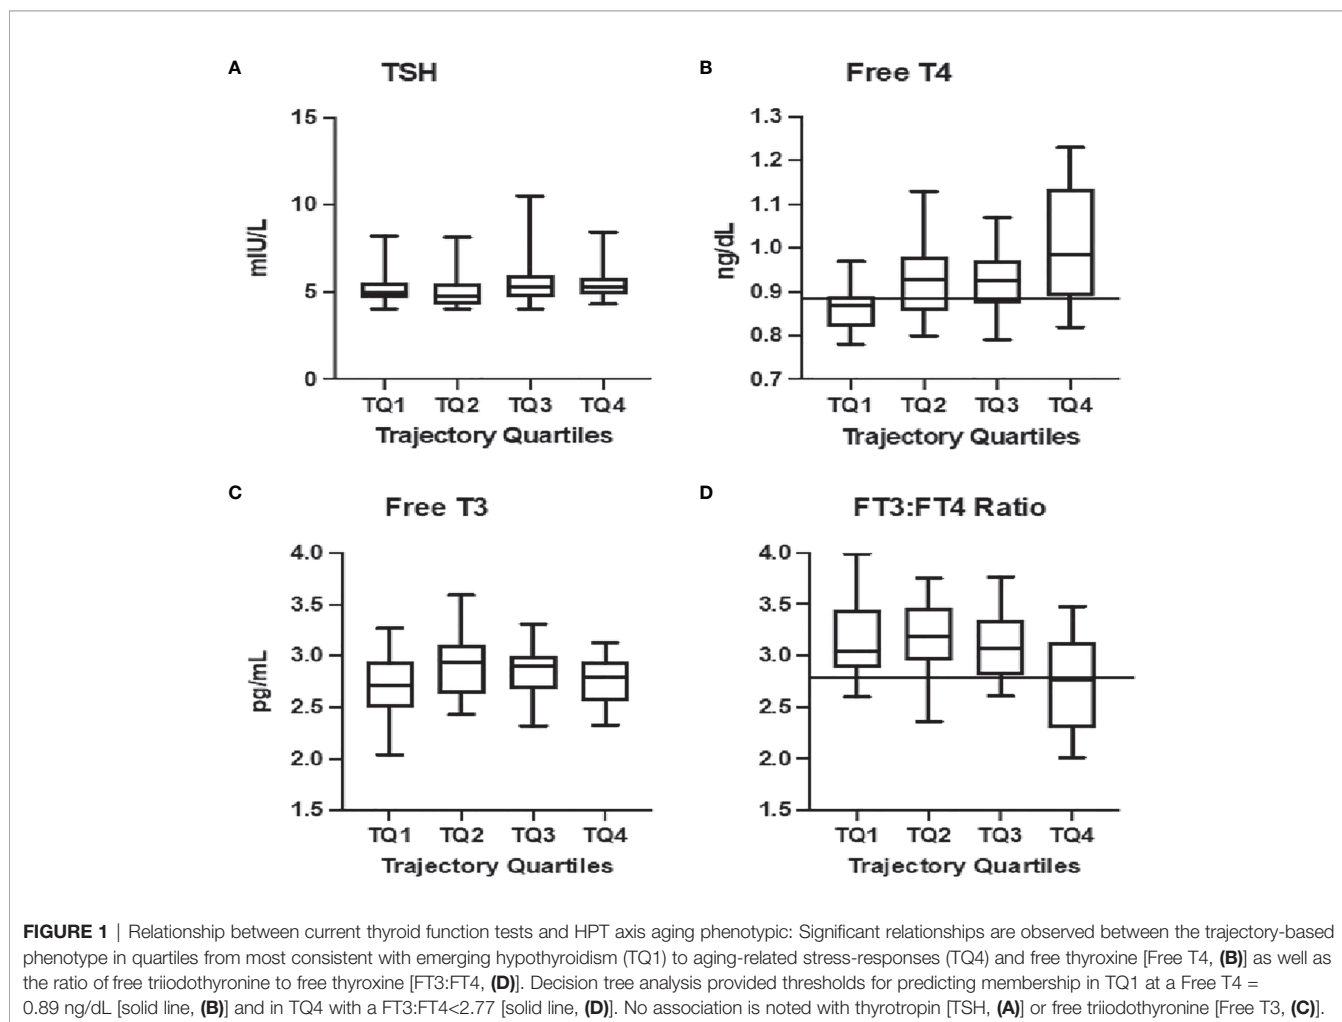 A
TSH
15
10
5
0
mIU/L
TQ1 TQ2 TQ3 TQ4
Trajectory Quartiles
B
Free T4
1.3
1.2
1.1
1.0
0.9
0.8
0.7
ng/dL
TQ1 TQ2 TQ3 TQ4
Trajectory Quartiles
C
Free T3
4.0
3.5
3.0
2.5
2.0
1.5
pg/mL
TQ1 TQ2 TQ3 TQ4
Trajectory Quartiles
D
FT3:FT4 Ratio
4.0
3.5
3.0
2.5
2.0
1.5
TQ1 TQ2 TQ3 TQ4
Trajectory Quartiles
FIGURE 1 | Relationship between current thyroid function tests and HPT axis aging phenotypic: Significant relationships are observed between the trajectory-based
phenotype in quartiles from most consistent with emerging hypothyroidism (TQ1) to aging-related stress-responses (TQ4) and free thyroxine [Free T4, (B)] as well as
the ratio of free triiodothyronine to free thyroxine [FT3:FT4, (D)]. Decision tree analysis provided thresholds for predicting membership in TQ1 at a Free T4 =
0.89 ng/dL [solid line, (B)] and in TQ4 with a FT3:FT4<2.77 [solid line, (D)]. No association is noted with thyrotropin [TSH, (A)] or free triiodothyronine [Free T3, (C)].